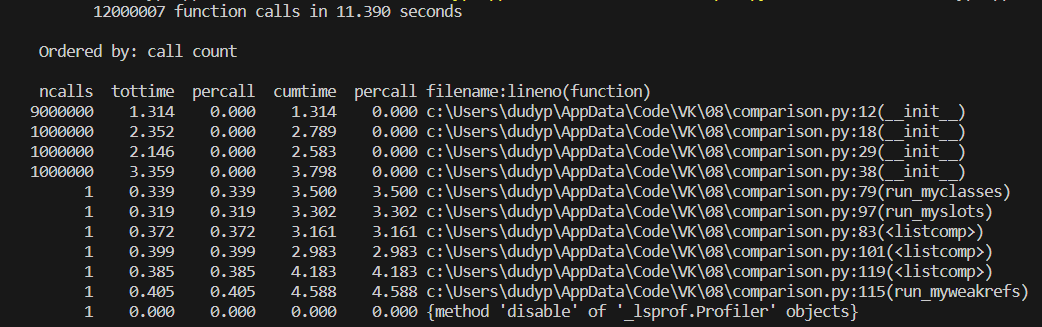 12000007 function calls in 11.390 seconds
Ordered by: call count
ncalls tottime percall cumtime percall filename:lineno(function)
9000000 1.314 0.000 1.314 0.000 c:\Users\dudyp\AppData\Code\VK\08\comparison.py:12(__init__)
1000000 2.352 0.000 2.789 0.000 c:\Users\dudyp\AppData\Code\VK\08\comparison.py:18(__init__)
1000000 2.146 0.000 2.583 0.000 c:\Users\dudyp\AppData\Code\VK\08\comparison.py:29(__init__)
1000000 3.359 0.000 3.798 0.000 c:\Users\dudyp\AppData\Code\VK\08\comparison.py:38(__init__)
1 0.339 0.339 3.500 3.500 c:\Users\dudyp\AppData\Code\VK\08\comparison.py:79(run_myclasses)
1 0.319 0.319 3.302 3.302 c:\Users\dudyp\AppData\Code\VK\08\comparison.py:97(run_myslots)
1 0.372 0.372 3.161 3.161 c:\Users\dudyp\AppData\Code\VK\08\comparison.py:83(<listcomp>)
1 0.399 0.399 2.983 2.983 c:\Users\dudyp\AppData\Code\VK\08\comparison.py:101(<listcomp>)
1 0.385 0.385 4.183 4.183 c:\Users\dudyp\AppData\Code\VK\08\comparison.py:119(<listcomp>)
1 0.405 0.405 4.588 4.588 c:\Users\dudyp\AppData\Code\VK\08\comparison.py:115(run_myweakrefs)
1 0.000 0.000 0.000 0.000 {method 'disable' of '_lsprof.Profiler' objects}